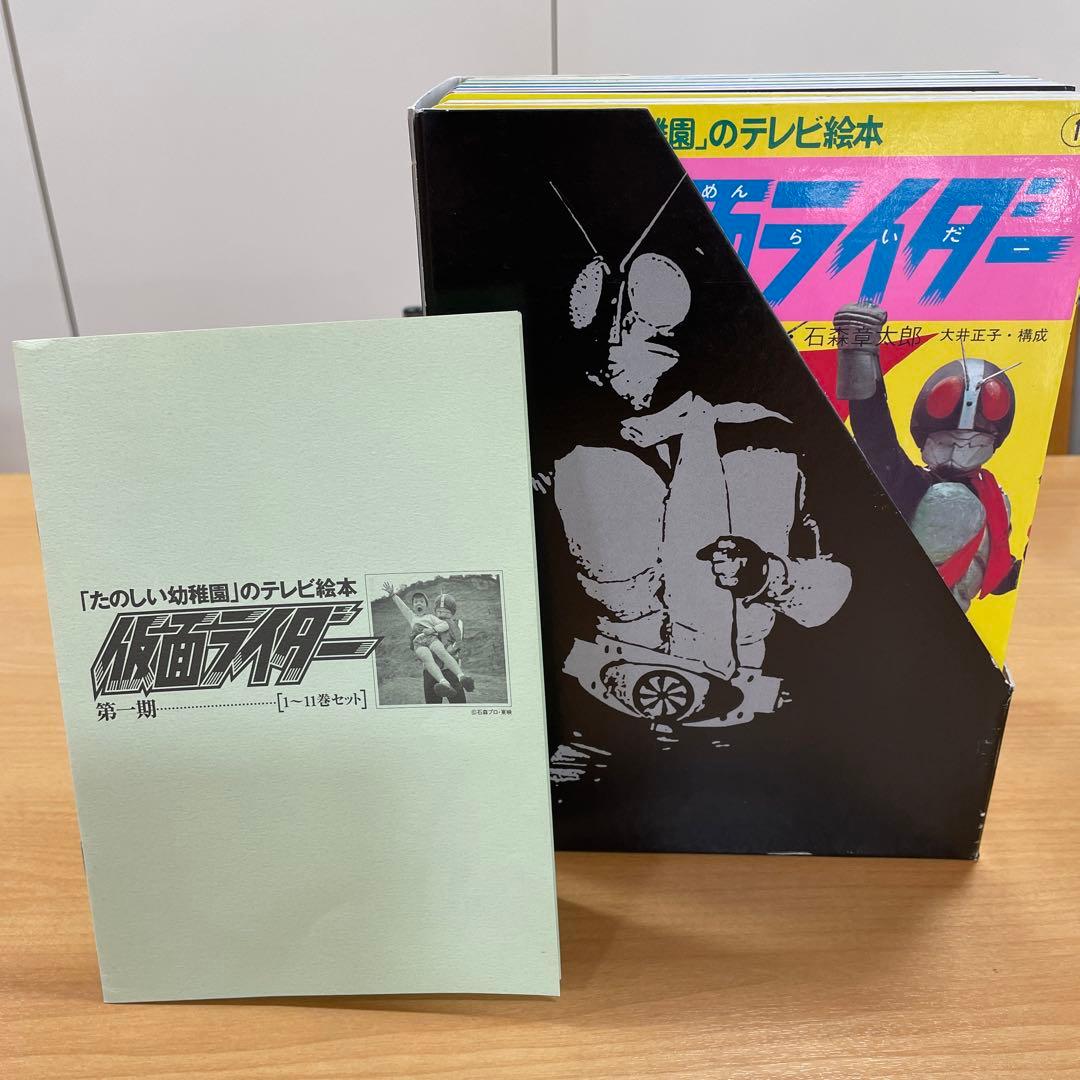 「たのしい幼稚園」のテレビ絵本
仮面ライダー
第一期…………………………[1〜11巻セット]
©石森プロ・東映
稚園」のテレビ絵本
めん
らいだー
面ライダー
石森章太郎 大井正子・構成